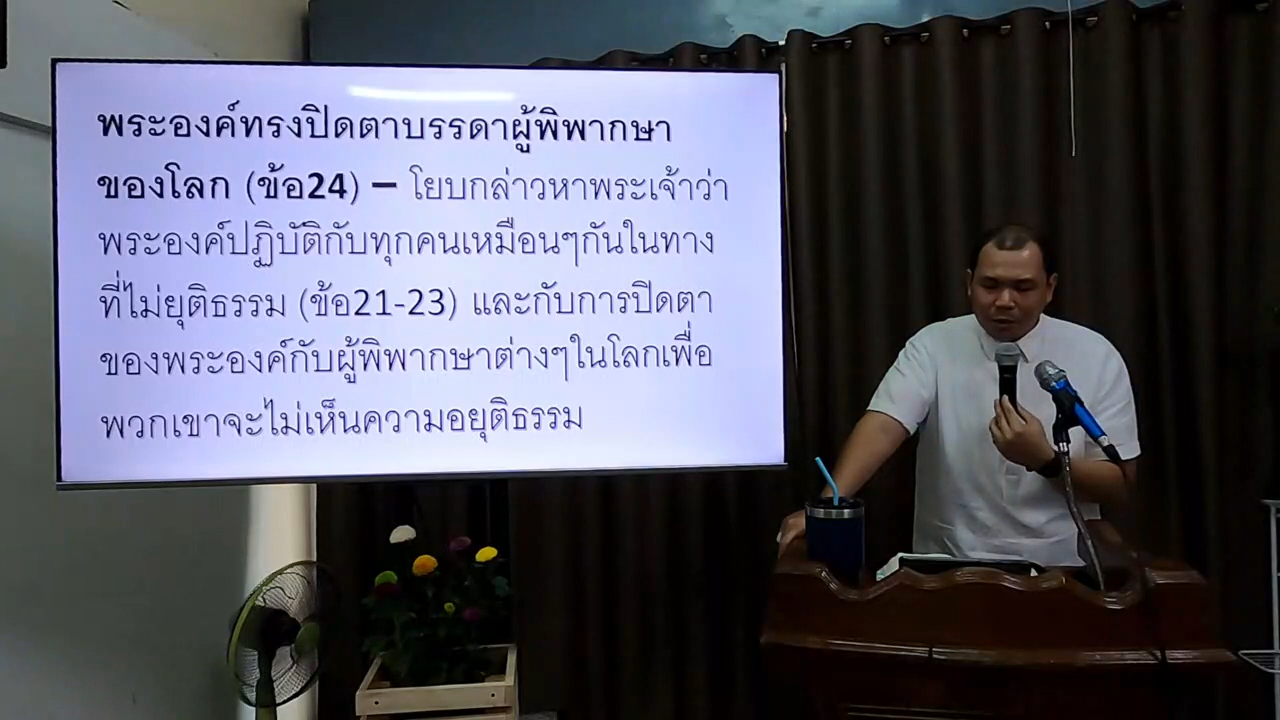 พระองค์ทรงปิดตาบรรดาผู้พิพากษา
ของโลก (ข้อ24) – โยบกล่าวหาพระเจ้าว่า
พระองค์ปฏิบัติกับทุกคนเหมือนๆกันในทาง
ที่ไม่ยุติธรรม (ข้อ21-23) และกับการปิดตา
ของพระองค์กับผู้พิพากษาต่างๆในโลกเพื่อ
พวกเขาจะไม่เห็นความอยุติธรรม